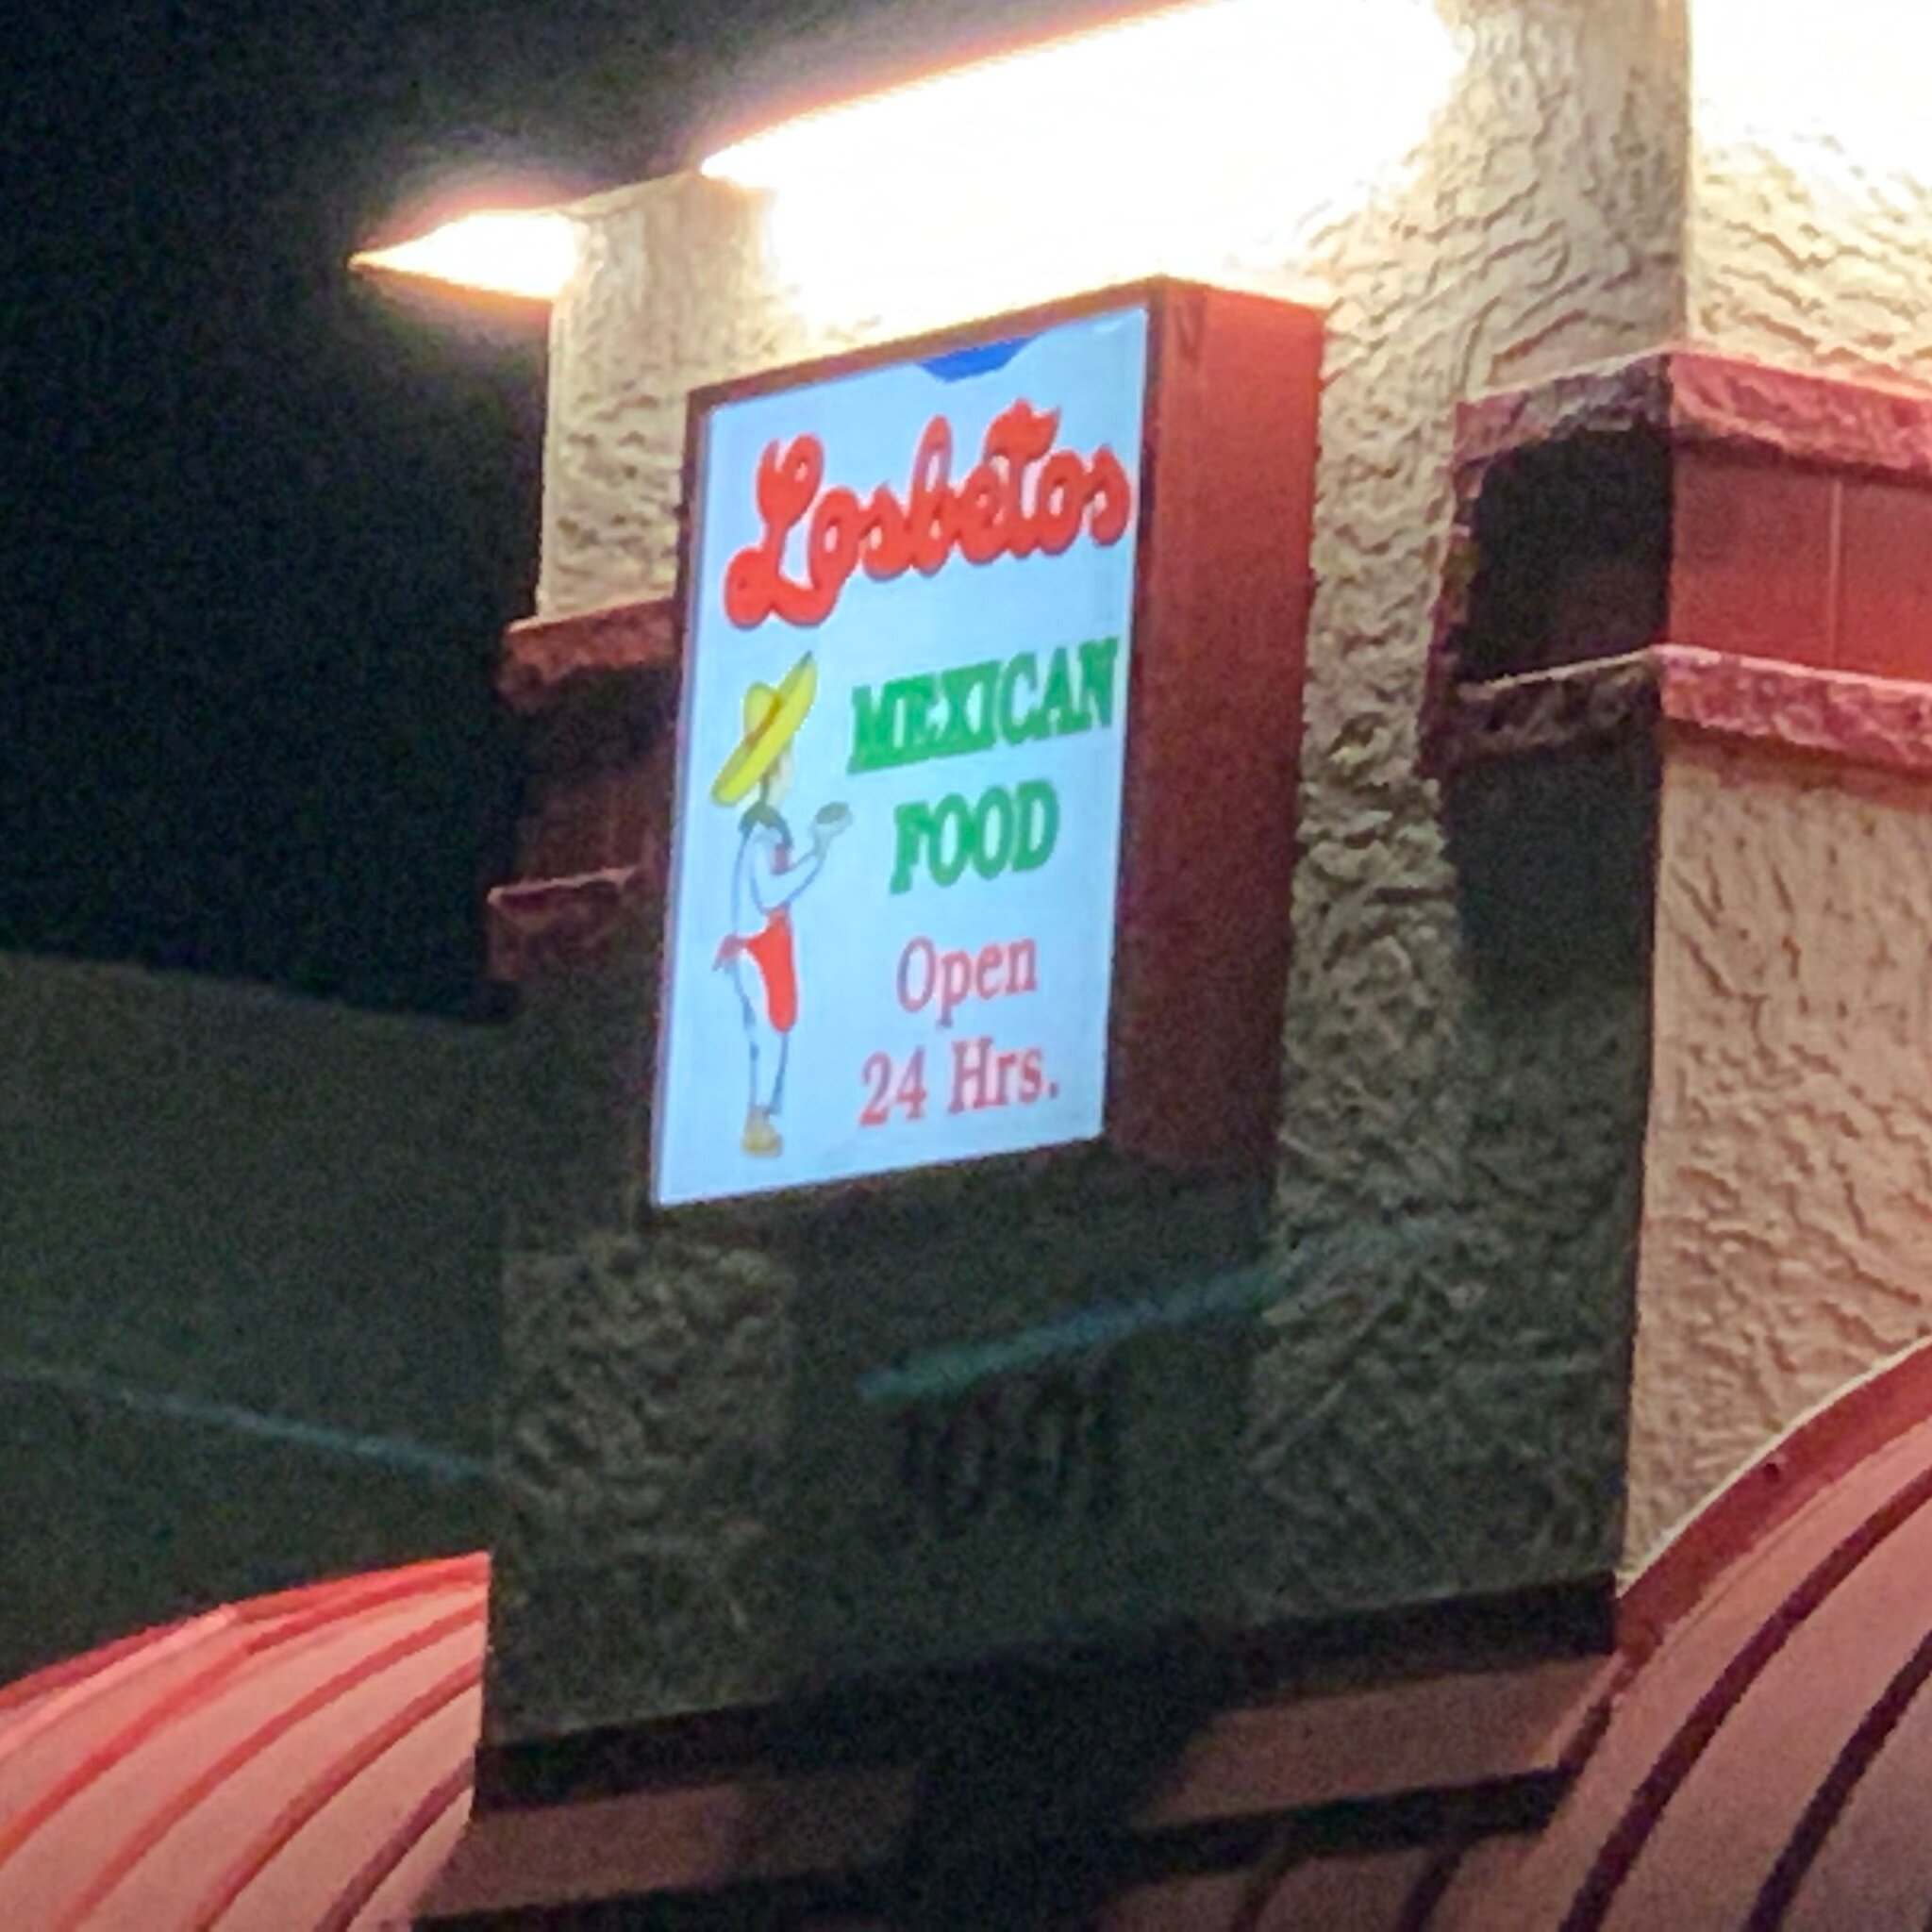 Losbetos
MEXICAN
FOOD
Open
24 Hrs.